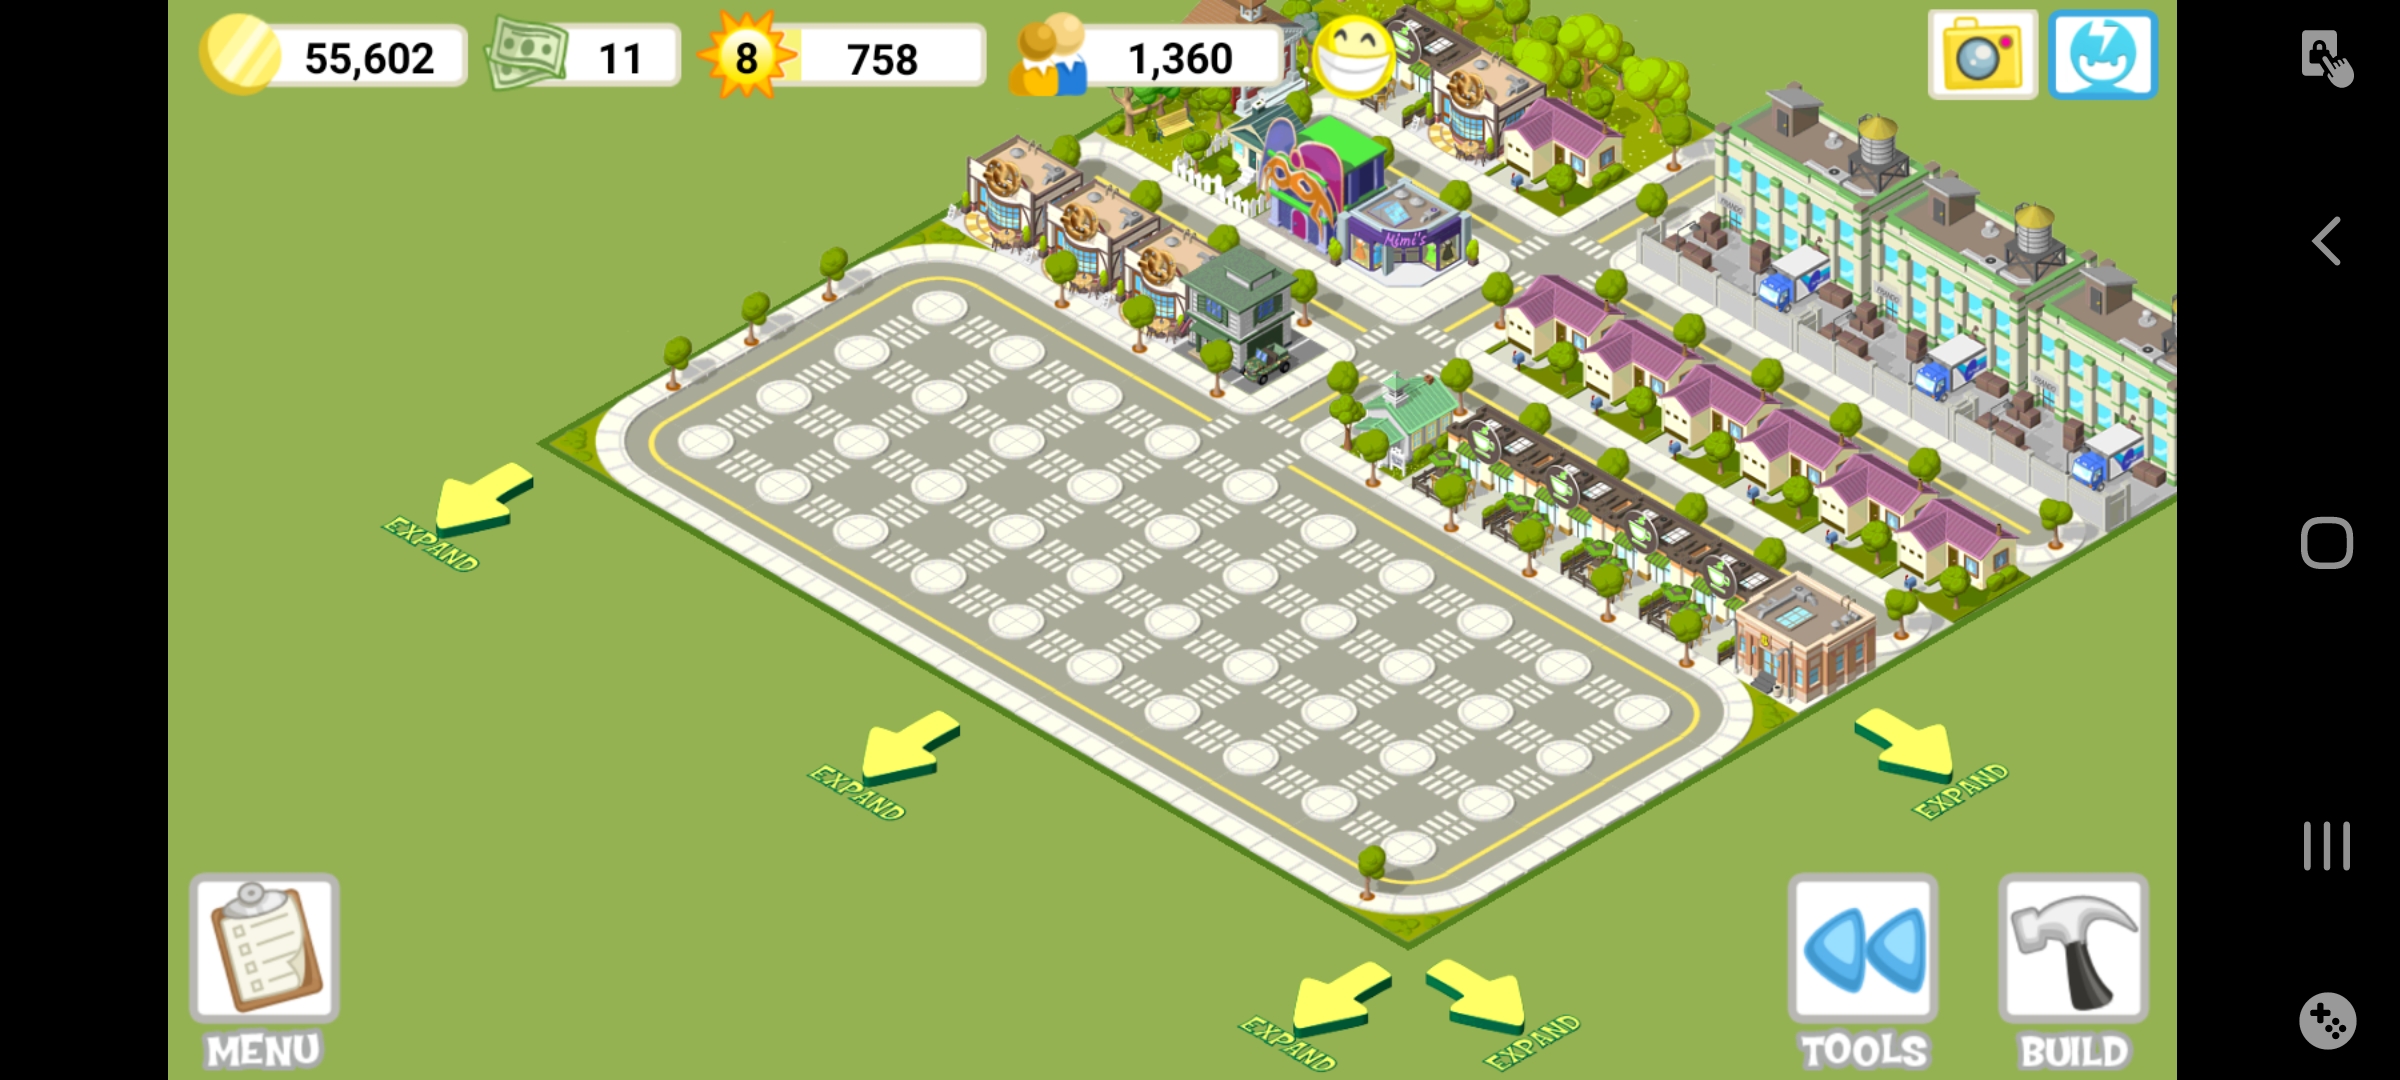 55,602
11
8
758
1,360
Mimi's
EXPAND
EXPAND
EXPAND
EXPAND
EXPAND
MENU
TOOLS
BUILD